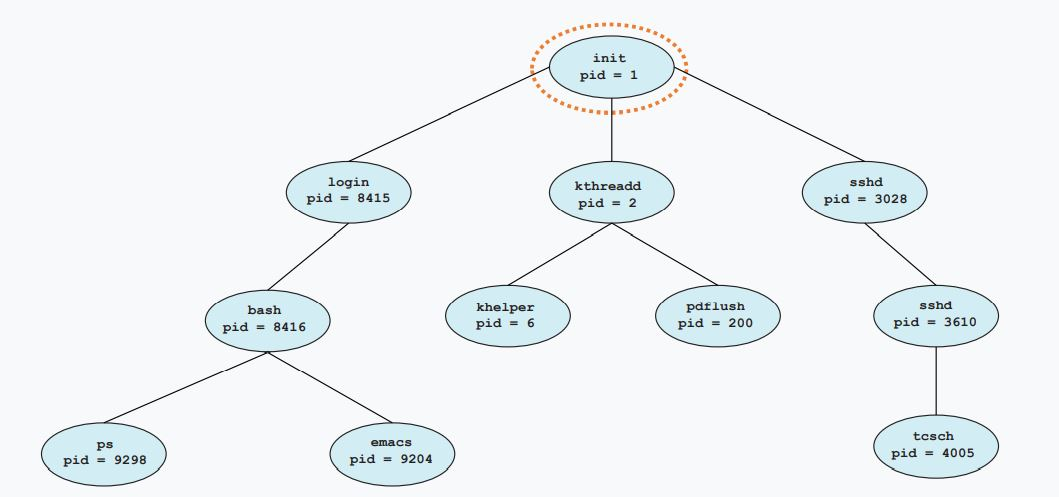 init
pid = 1
login
pid = 8415
kthreadd
pid = 2
sshd
pid = 3028
bash
pid = 8416
khelper
pid = 6
pdflush
pid = 200
sshd
pid = 3610
ps
pid = 9298
emacs
pid = 9204
tcsch
pid = 4005